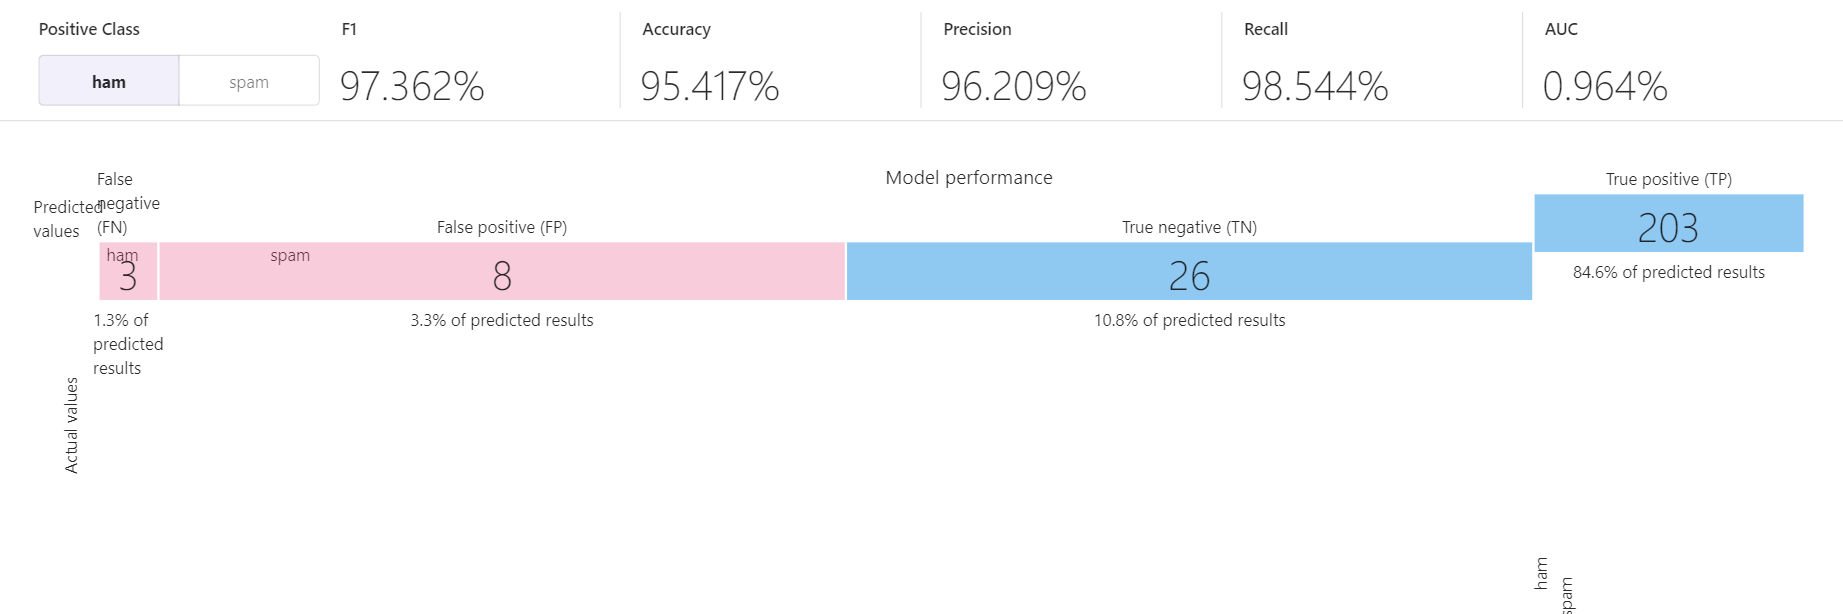 Positive Class
ham
spam
F1
97.362%
Accuracy
95.417%
Precision
96.209%
Recall
98.544%
AUC
0.964%
Model performance
Predicted
values
False
negative
(FN)
ham
3
1.3% of
predicted
results
False positive (FP)
spam
8
3.3% of predicted results
True negative (TN)
26
10.8% of predicted results
True positive (TP)
203
84.6% of predicted results
Actual values
ham
spam